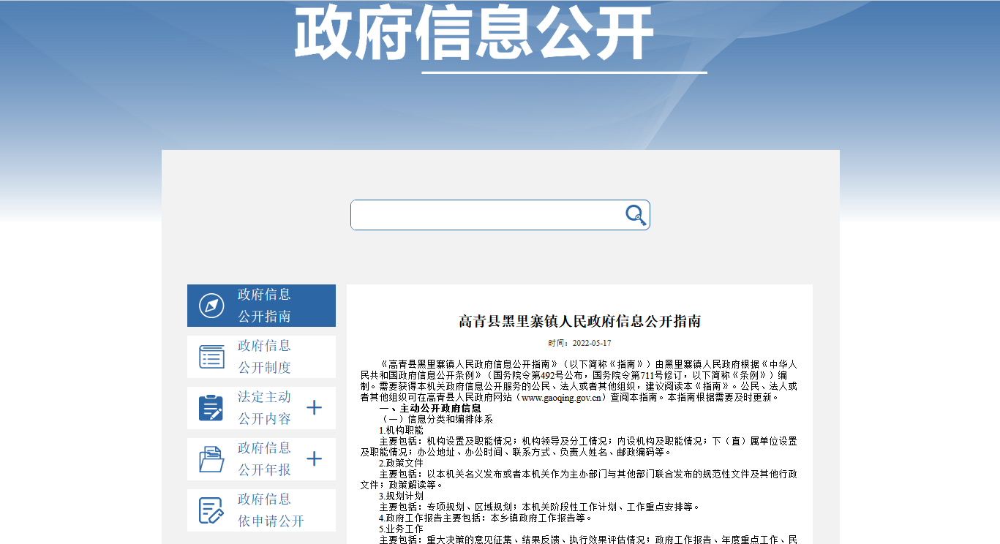 政府信息公开
政府信息
公开指南
政府信息
公开制度
法定主动
公开内容
政府信息
公开年报
政府信息
依申请公开
高青县黑里寨镇人民政府信息公开指南
时间：2022-05-17
《高青县黑里寨镇人民政府信息公开指南》（以下简称《指南》）由黑里寨镇人民政府根据《中华人
民共和国政府信息公开条例》（国务院令第492号公布，国务院令第711号修订，以下简称《条例》）编
制。需要获得本机关政府信息公开服务的公民、法人或者其他组织，建议阅读本《指南》。公民、法人或
者其他组织可在高青县人民政府网站（www.gaoqing.gov.cn）查阅本指南。本指南根据需要及时更新。
一、主动公开政府信息
（一）信息分类和编排体系
1.机构职能
主要包括：机构设置及职能情况；机构领导及分工情况；内设机构及职能情况；下（直）属单位设置
及职能情况；办公地址、办公时间、联系方式、负责人姓名、邮政编码等。
2.政策文件
主要包括：以本机关名义发布或者本机关作为主办部门与其他部门联合发布的规范性文件及其他行政
文件；政策解读等。
3.规划计划
主要包括：专项规划、区域规划；本机关阶段性工作计划、工作重点安排等。
4.政府工作报告主要包括：本乡镇政府工作报告等。
5.业务工作
主要包括：重大决策的意见征集、结果反馈、执行效果评估情况；政府工作报告、年度重点工作、民